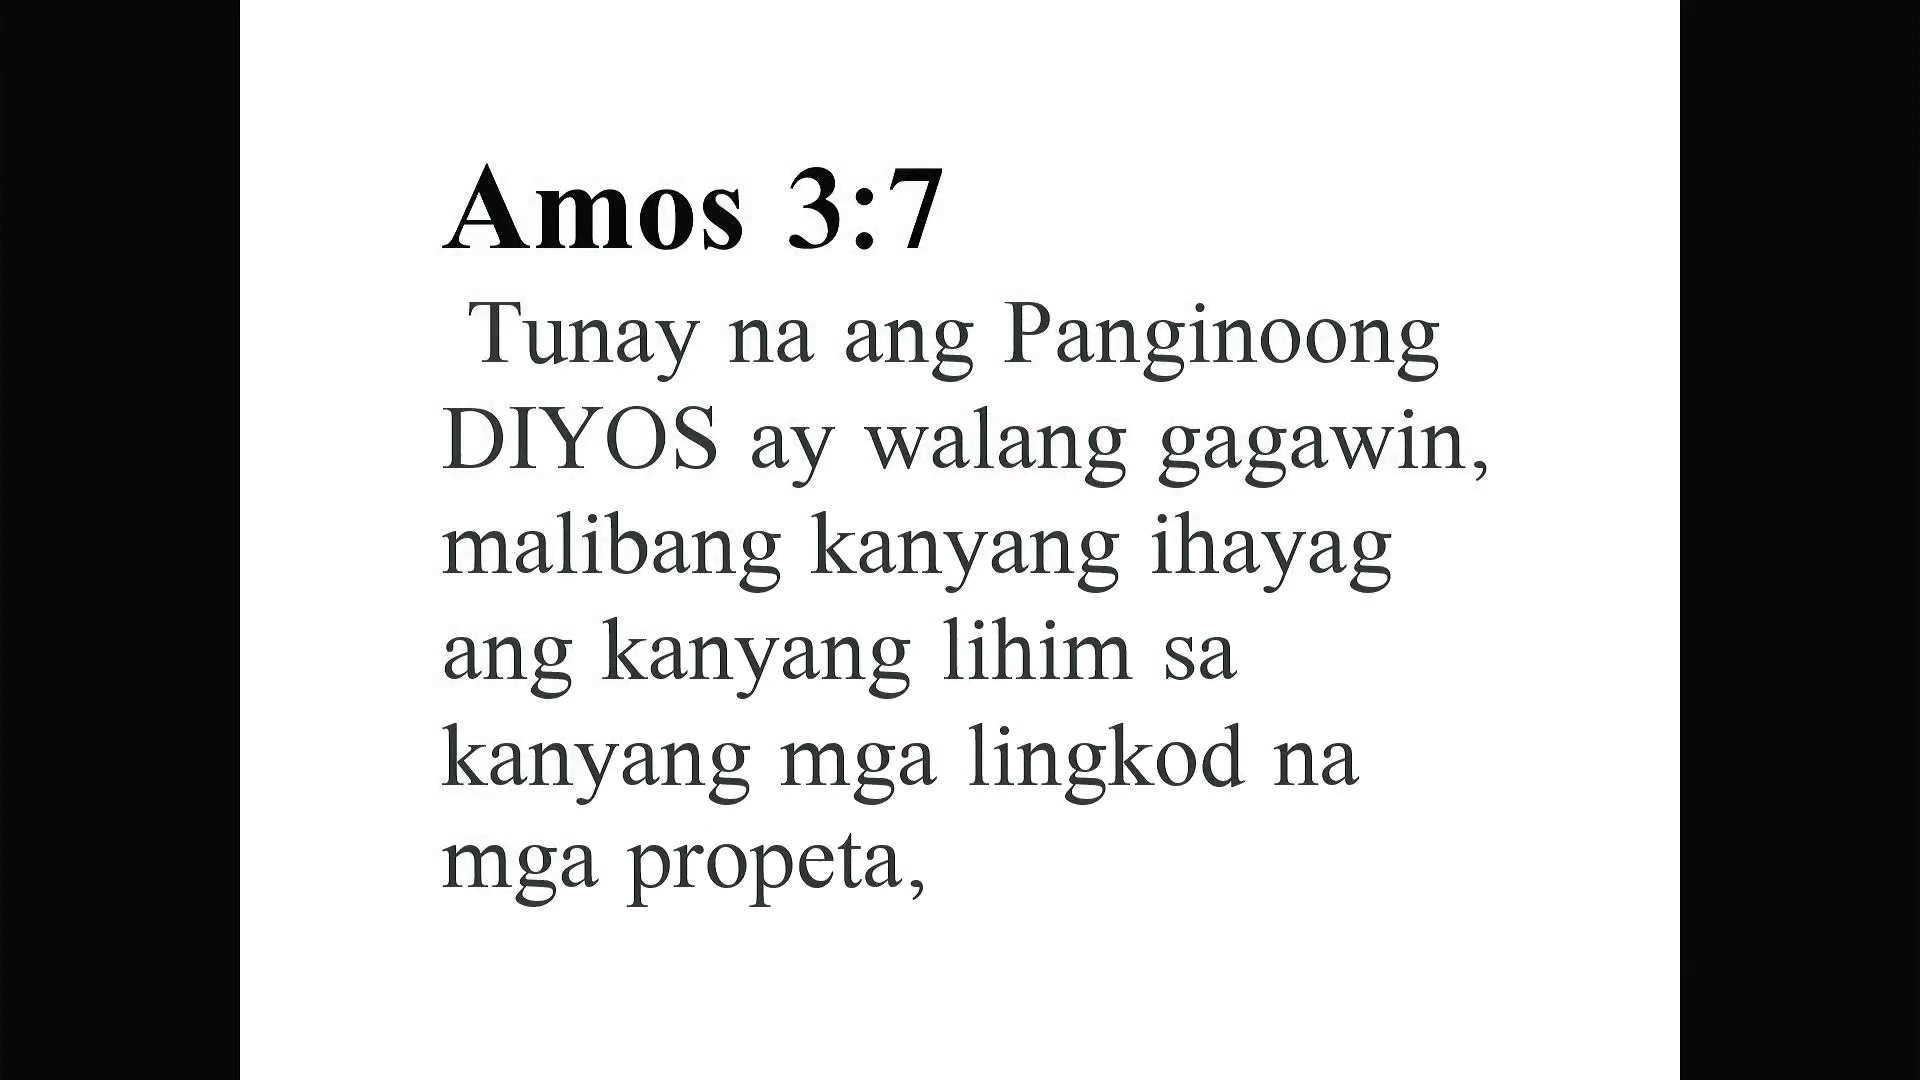 Amos 3:7
Tunay na ang Panginoong
DIYOS ay walang gagawin,
malibang kanyang ihayag
ang kanyang lihim sa
kanyang mga lingkod na
mga propeta,